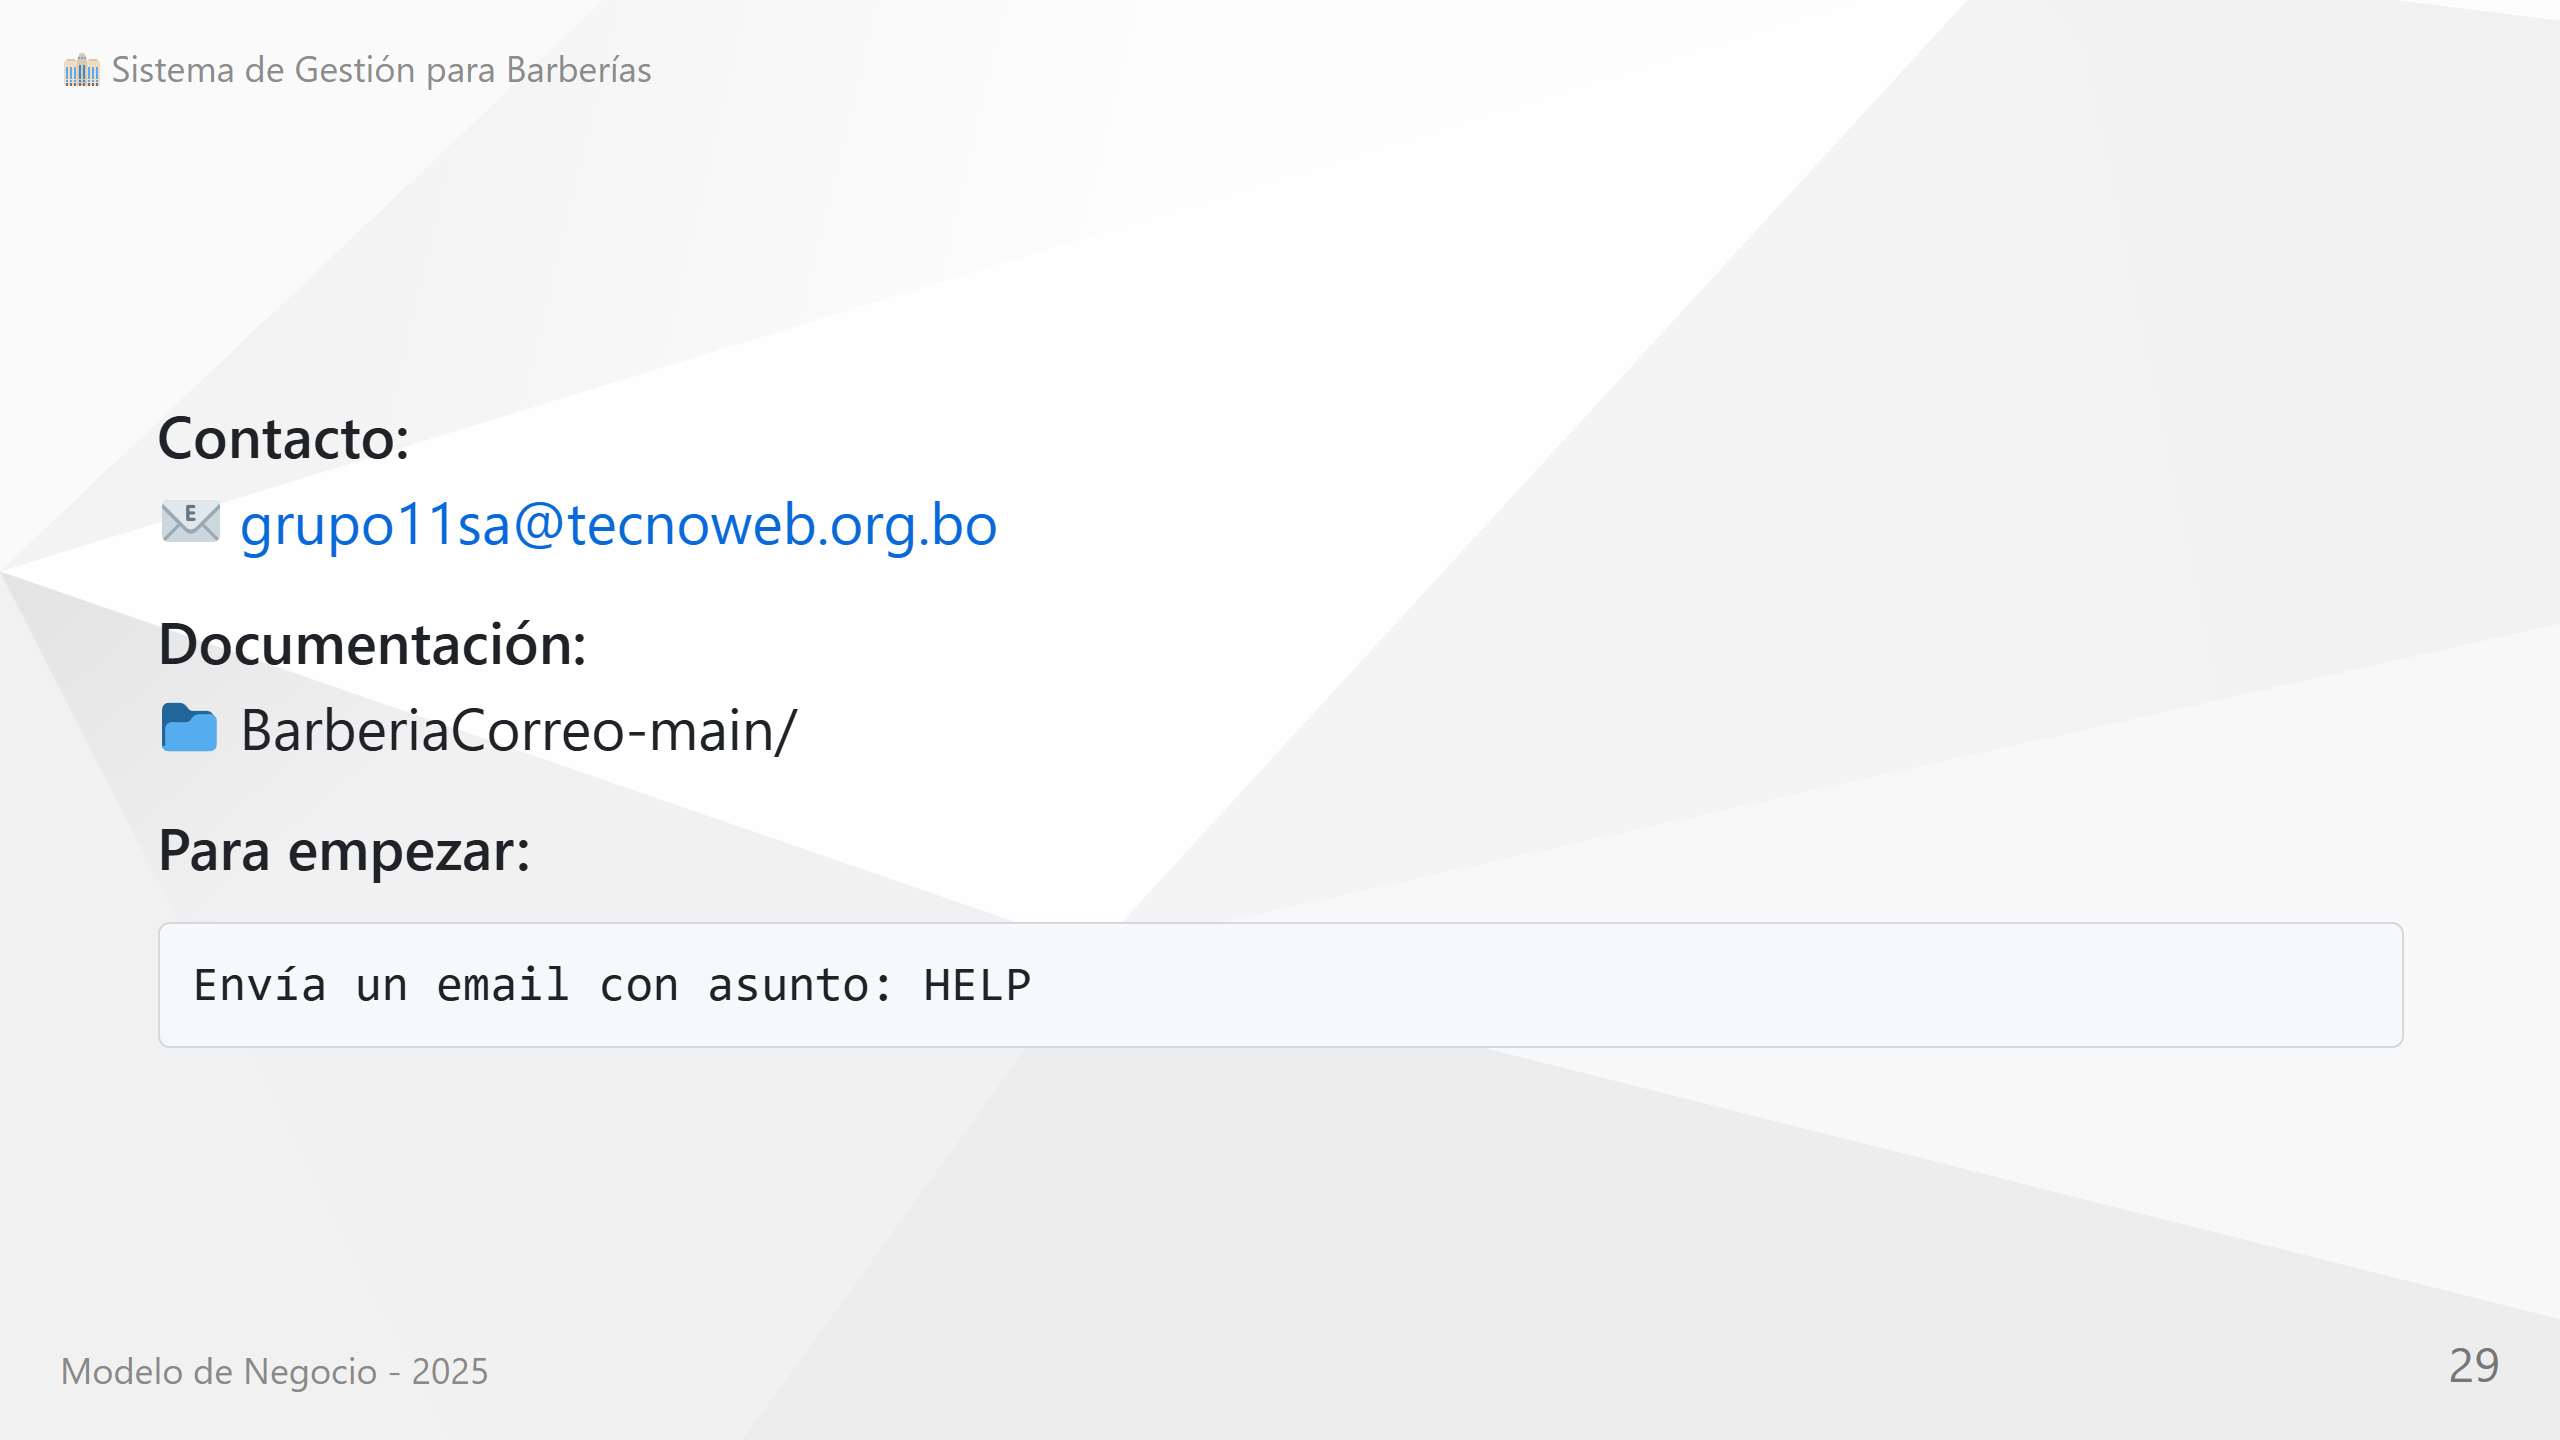 Sistema de Gestión para Barberías
Contacto:
grupo11sa@tecnoweb.org.bo
Documentación:
BarberiaCorreo-main/
Para empezar:
Envía un email con asunto: HELP
Modelo de Negocio - 2025
29